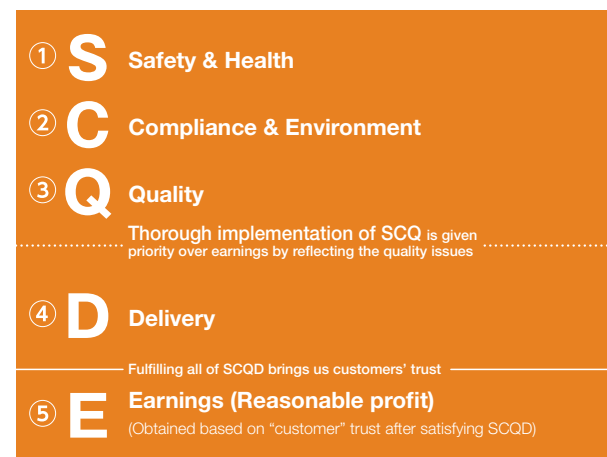 ① S Safety & Health
② C Compliance & Environment
③ Q Quality
Thorough implementation of SCQ is given
priority over earnings by reflecting the quality issues
④ D Delivery
Fulfilling all of SCQD brings us customers’ trust
⑤ E Earnings (Reasonable profit)
(Obtained based on “customer” trust after satisfying SCQD)